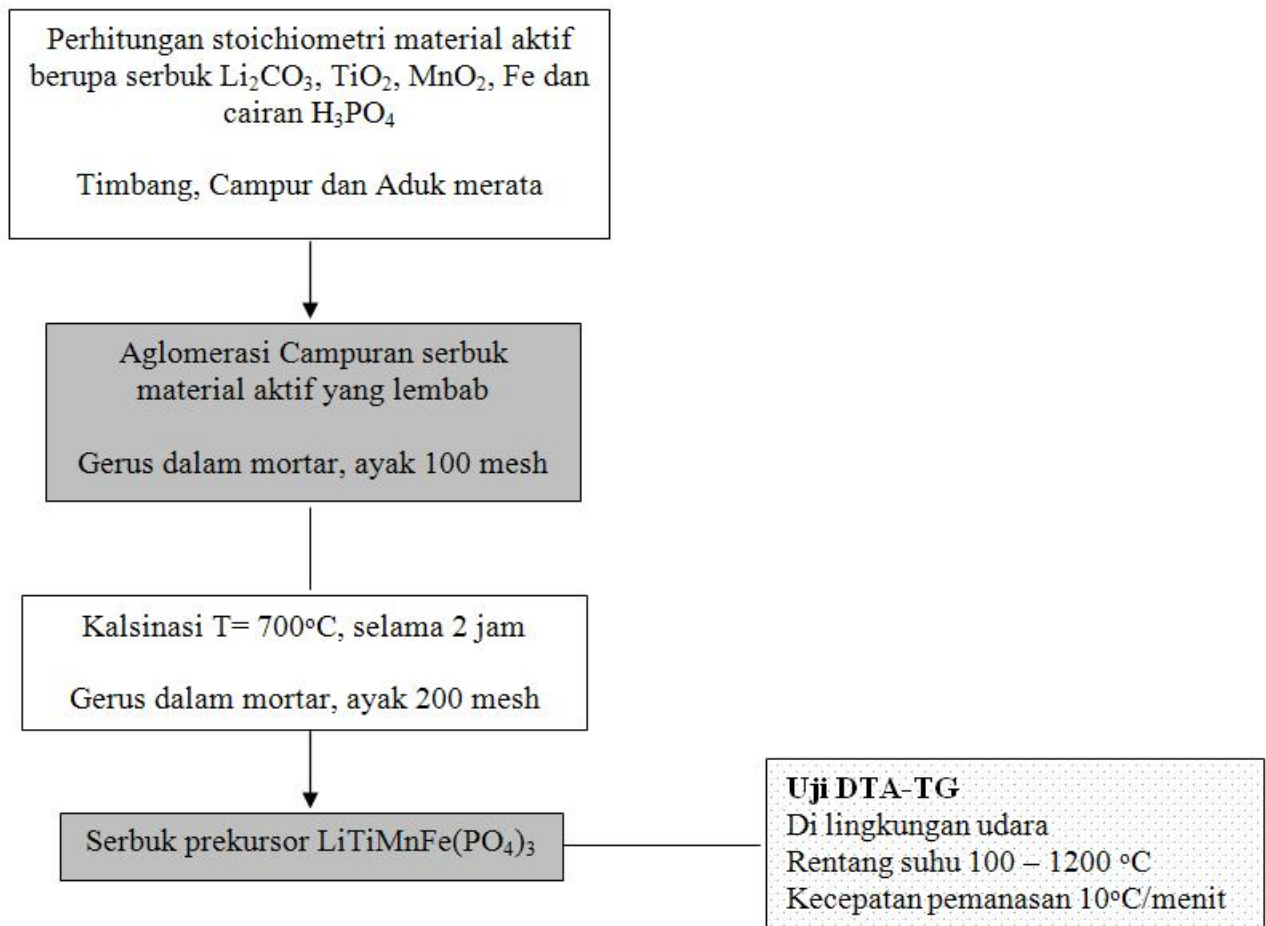 Perhitungan stoichiometri material aktif
berupa serbuk Li₂CO₃, TiO₂, MnO₂, Fe dan
cairan H₃PO₄
Timbang, Campur dan Aduk merata
Aglomerasi Campuran serbuk
material aktif yang lembab
Gerus dalam mortar, ayak 100 mesh
Kalsinasi T= 700°C, selama 2 jam
Gerus dalam mortar, ayak 200 mesh
Serbuk prekursor LiTiMnFe(PO₄)₃
Uji DTA-TG
Di lingkungan udara
Rentang suhu 100 – 1200 °C
Kecepatan pemanasan 10°C/menit